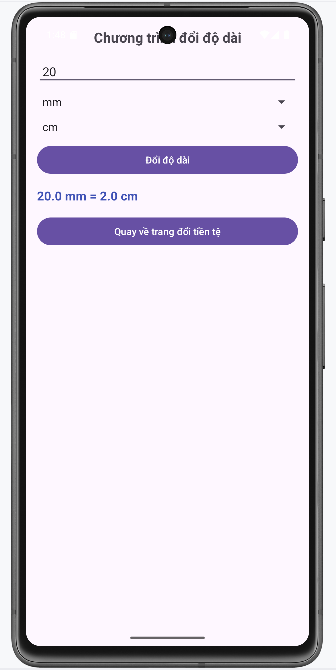 Chương trình đổi độ dài
20
mm
cm
Đổi độ dài
20.0 mm = 2.0 cm
Quay về trang đổi tiền tệ